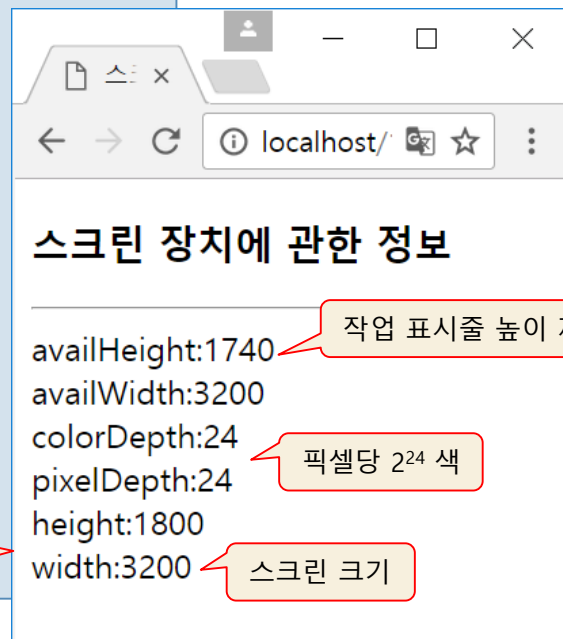 스크
localhost/
스크린 장치에 관한 정보
작업 표시줄 높이
availHeight:1740
availWidth:3200
colorDepth:24
픽셀당 2²⁴ 색
pixelDepth:24
height:1800
width:3200
스크린 크기